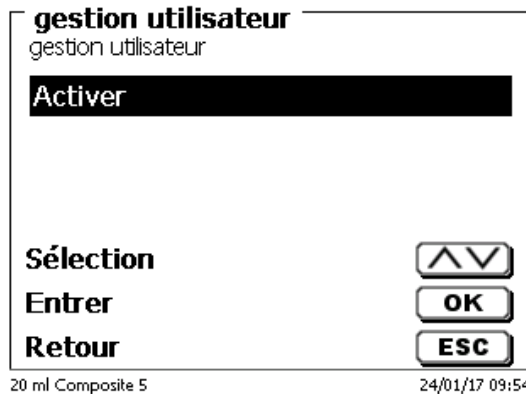 gestion utilisateur
gestion utilisateur
Activer
Sélection
Entrer OK
Retour ESC
20 ml Composite 5 24/01/17 09:54